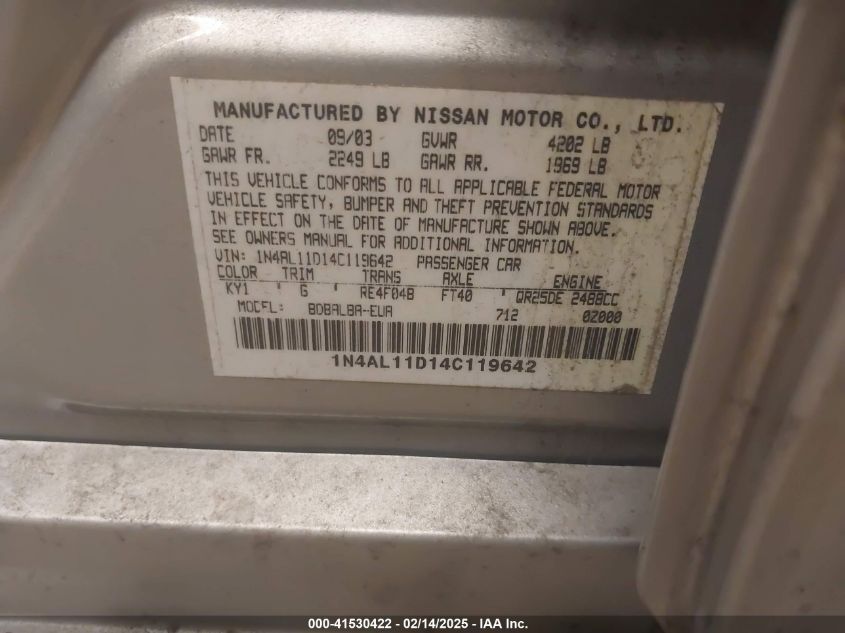 MANUFACTURED BY NISSAN MOTOR CO., LTD.
DATE 09/03 GVWR 4202 LB
GAWR FR. 2249 LB GAWR RR. 1969 LB
THIS VEHICLE CONFORMS TO ALL APPLICABLE FEDERAL MOTOR
VEHICLE SAFETY, BUMPER AND THEFT PREVENTION STANDARDS
IN EFFECT ON THE DATE OF MANUFACTURE SHOWN ABOVE.
SEE OWNERS MANUAL FOR ADDITIONAL INFORMATION.
VIN: 1N4AL11D14C119642 PASSENGER CAR
COLOR TRIM TRANS AXLE ENGINE
KY1 ' G ' RE4F04B FT40 ' QR25DE 2488CC
MODEL: BDBALBA-EUA 712 0Z000
1N4AL11D14C119642
000-41530422 - 02/14/2025 - IAA Inc.